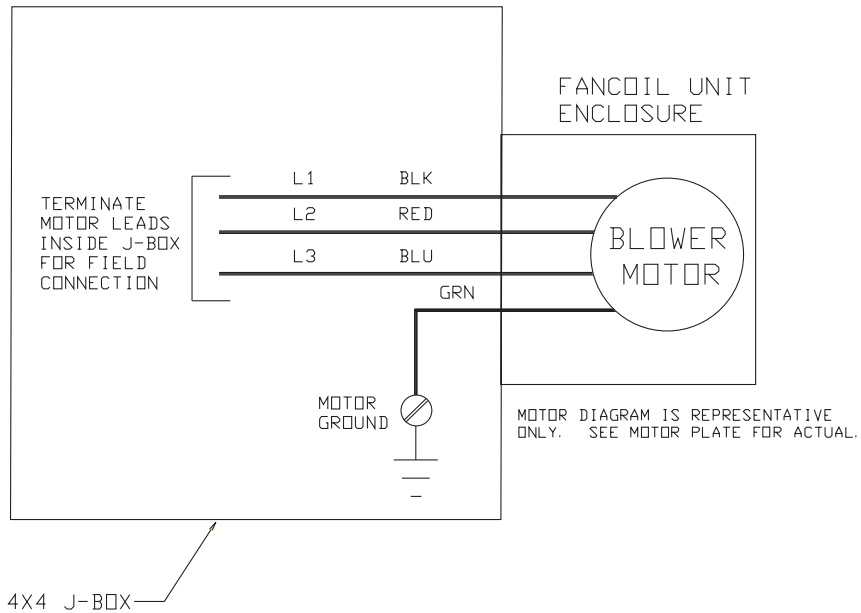 FANCOIL UNIT
ENCLOSURE
L1 BLK
L2 RED
L3 BLU
GRN
TERMINATE
MOTOR LEADS
INSIDE J-BOX
FOR FIELD
CONNECTION
BLOWER
MOTOR
MOTOR
GROUND
MOTOR DIAGRAM IS REPRESENTATIVE
ONLY. SEE MOTOR PLATE FOR ACTUAL.
4X4 J-BOX